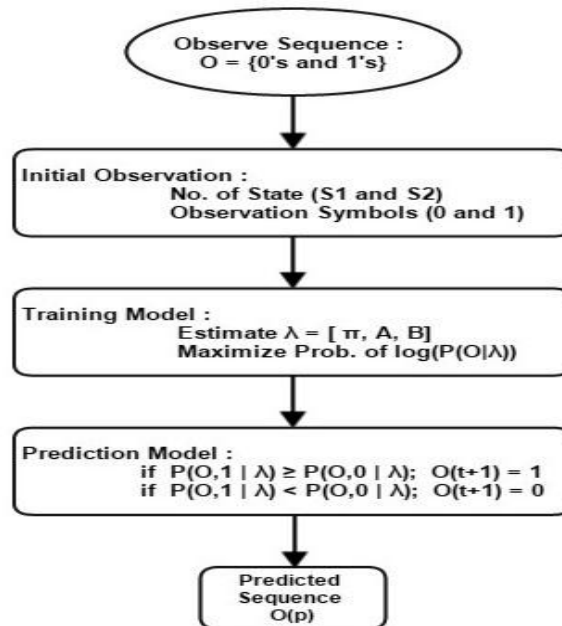 Observe Sequence :
O = {0's and 1's}
Initial Observation :
No. of State (S1 and S2)
Observation Symbols (0 and 1)
Training Model :
Estimate λ = [ π, A, B]
Maximize Prob. of log(P(O|λ))
Prediction Model :
if P(O,1 | λ) ≥ P(O,0 | λ); O(t+1) = 1
if P(O,1 | λ) < P(O,0 | λ); O(t+1) = 0
Predicted
Sequence
O(p)